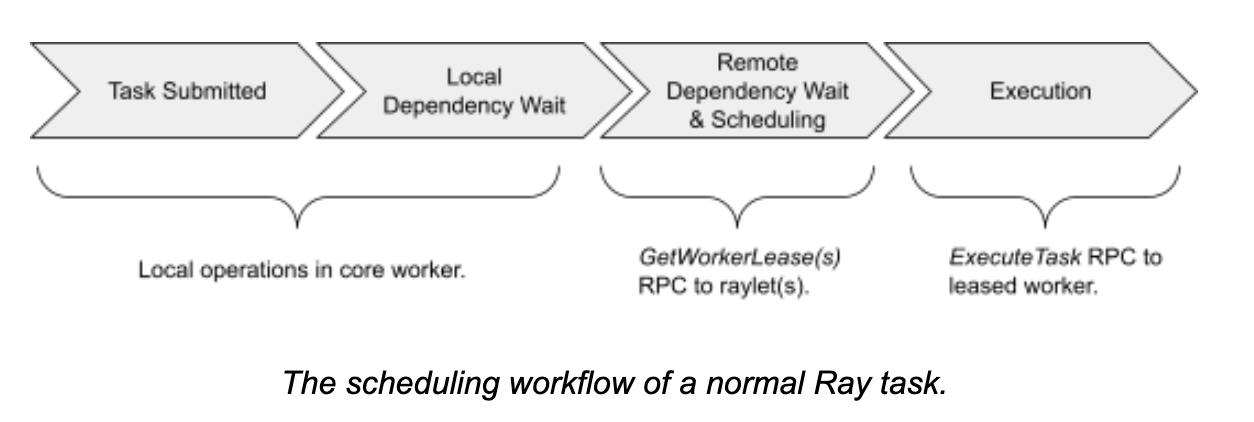 Task Submitted
Local
Dependency Wait
Remote
Dependency Wait
& Scheduling
Execution
Local operations in core worker.
GetWorkerLease(s)
RPC to raylet(s).
ExecuteTask RPC to
leased worker.
The scheduling workflow of a normal Ray task.